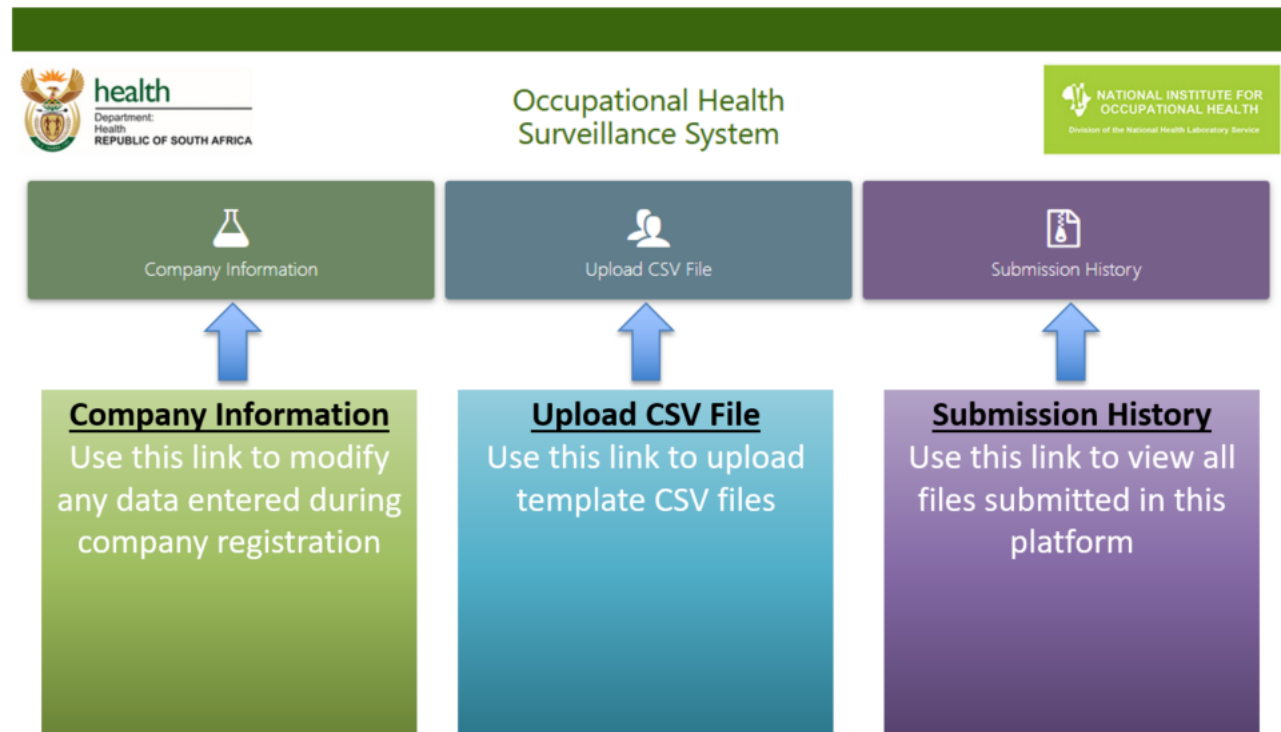 health
Department:
Health
REPUBLIC OF SOUTH AFRICA
Occupational Health
Surveillance System
NATIONAL INSTITUTE FOR
OCCUPATIONAL HEALTH
Division of the National Health Laboratory Service
Company Information
Upload CSV File
Submission History
Company Information
Use this link to modify
any data entered during
company registration
Upload CSV File
Use this link to upload
template CSV files
Submission History
Use this link to view all
files submitted in this
platform